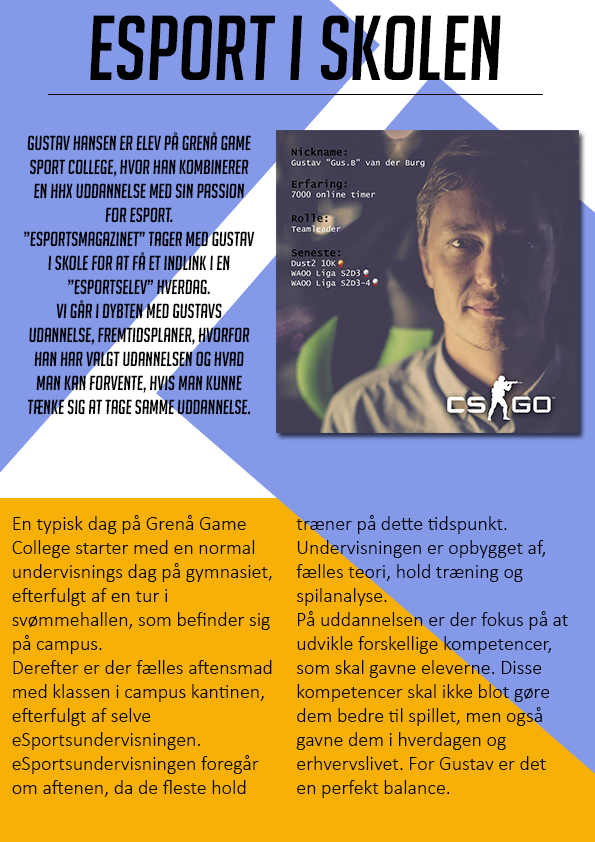 ESPORT I SKOLEN
GUSTAV HANSEN ER ELEV PÅ GRENÅ GAME
SPORT COLLEGE, HVOR HAN KOMBINERER
EN HHX UDDANNELSE MED SIN PASSION
FOR ESPORT.
”ESPORTSMAGAZINET” TAGER MED GUSTAV
I SKOLE FOR AT FÅ ET INDLINK I EN
”ESPORTSELEV” HVERDAG.
VI GÅR I DYBTEN MED GUSTAVS
UDANNELSE, FREMTIDSPLANER, HVORFOR
HAN HAR VALGT UDANNELSEN OG HVAD
MAN KAN FORVENTE, HVIS MAN KUNNE
TÆNKE SIG AT TAGE SAMME UDDANNELSE.
Nickname:
Gustav "Gus.B" van der Burg
Erfaring:
7000 online timer
Rolle:
Teamleader
Seneste:
Dust2 10K
WAOO Liga S2D3
WAOO Liga S2D3-4
CS GO
En typisk dag på Grenå Game
College starter med en normal
undervisnings dag på gymnasiet,
efterfulgt af en tur i
svømmehallen, som befinder sig
på campus.
Derefter er der fælles aftensmad
med klassen i campus kantinen,
efterfulgt af selve
eSportsundervisningen.
eSportsundervisningen foregår
om aftenen, da de fleste hold
træner på dette tidspunkt.
Undervisningen er opbygget af,
fælles teori, hold træning og
spilanalyse.
På uddannelsen er der fokus på at
udvikle forskellige kompetencer,
som skal gavne eleverne. Disse
kompetencer skal ikke blot gøre
dem bedre til spillet, men også
gavne dem i hverdagen og
erhvervslivet. For Gustav er det
en perfekt balance.